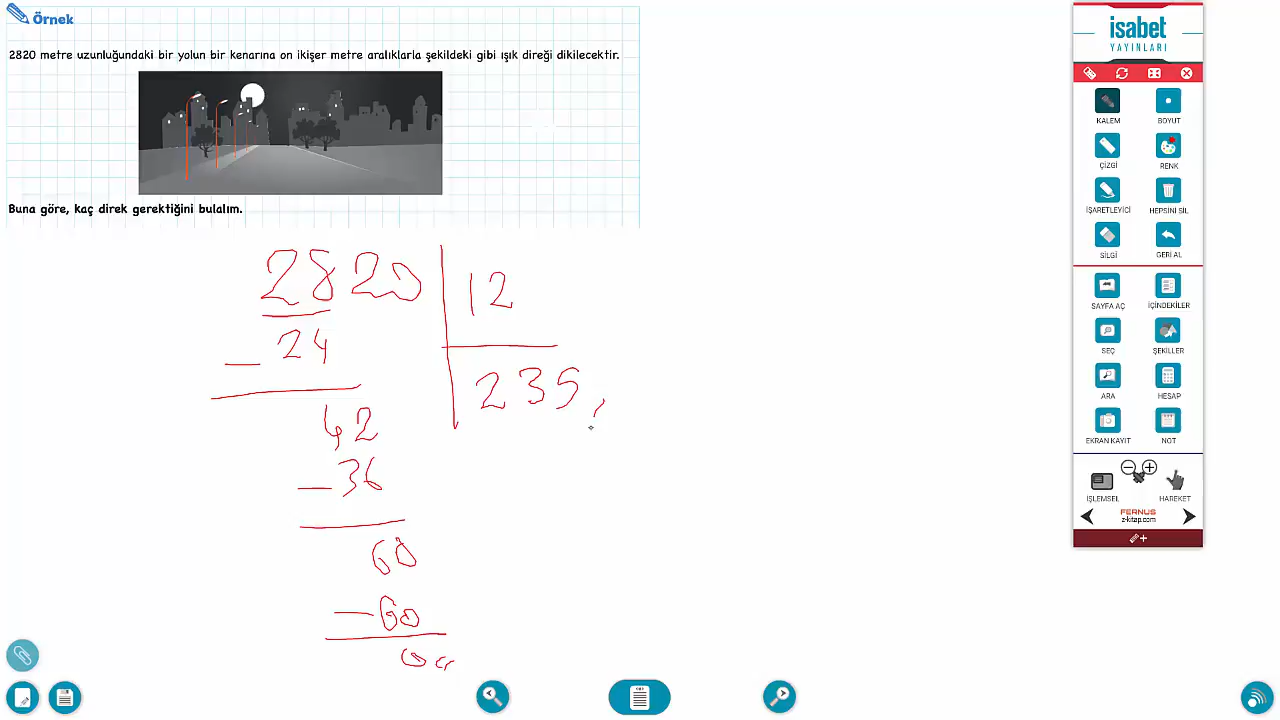 Örnek
2820 metre uzunluğundaki bir yolun bir kenarına on ikişer metre aralıklarla şekildeki gibi ışık direği dikilecektir.
Buna göre, kaç direk gerektiğini bulalım.
2820 12
- 24 235
42
- 36
60
- 60
isabet
YAYINLARI
KALEM BOYUT
ÇİZGİ RENK
İŞARETLEYİCİ HEPSİNİ SİL
SİLGİ GERİ AL
SAYFA AÇ İÇİNDEKİLER
SEÇ ŞEKİLLER
ARA HESAP
EKRAN KAYIT NOT
İŞLEMSEL HAREKET
FERNUS
z-kitap.com